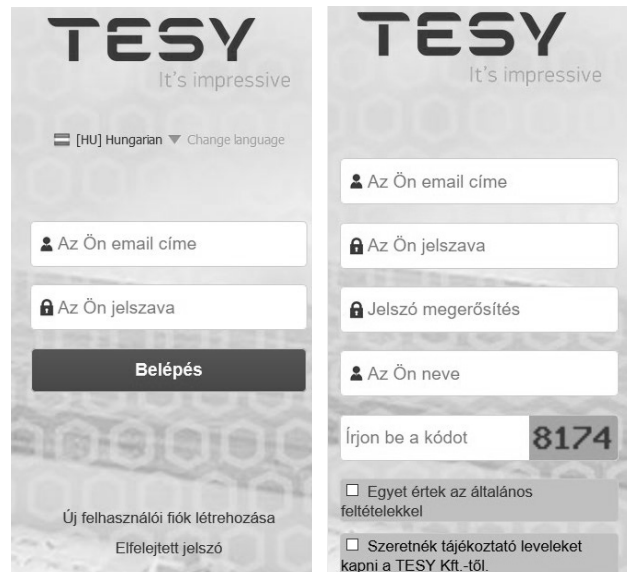 TESY
It's impressive
[HU] Hungarian Change language
Az Ön email címe
Az Ön jelszava
Belépés
Új felhasználói fiók létrehozása
Elfelejtett jelszó
TESY
It's impressive
Az Ön email címe
Az Ön jelszava
Jelszó megerősítés
Az Ön neve
Írjon be a kódot 8174
Egyet értek az általános
feltételekkel
Szeretnék tájékoztató leveleket
kapni a TESY Kft.-től.